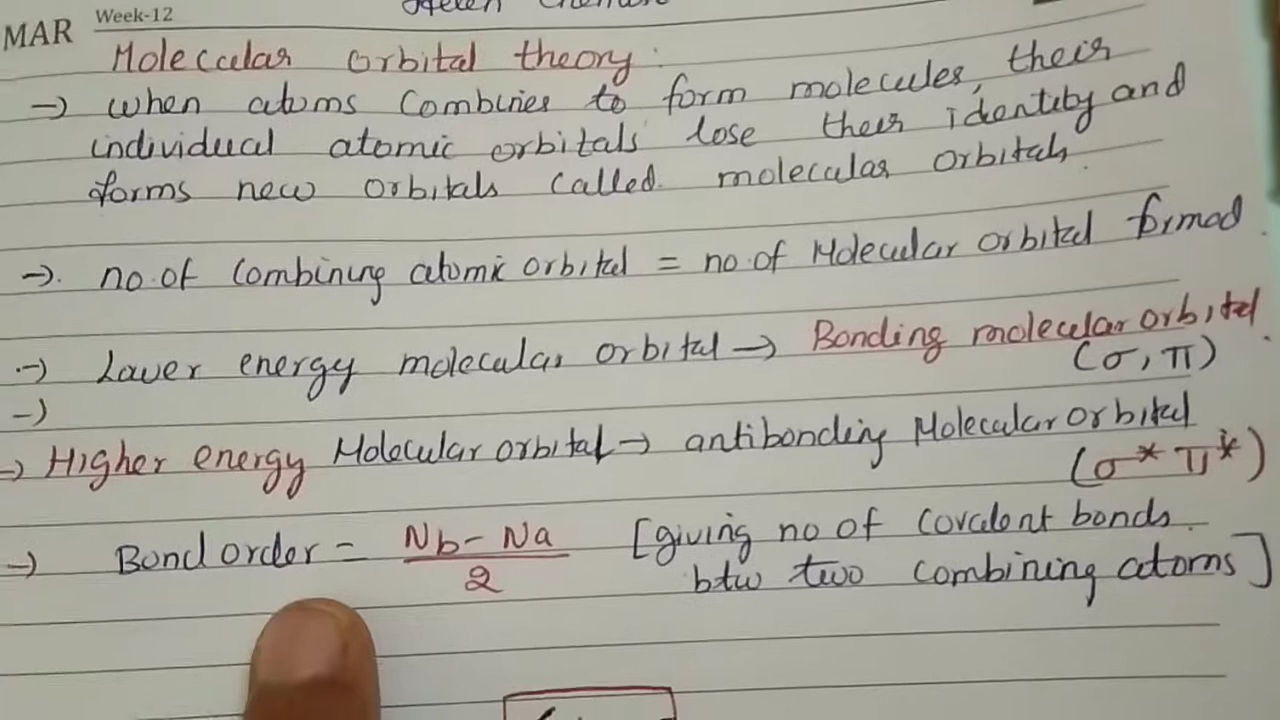 MAR Week-12
Molecular orbital theory:
-> when atoms combines to form molecules, their
individual atomic orbitals lose their identity and
forms new orbitals called molecular orbitals.
->. no.of combining atomic orbital = no.of Molecular orbital formed.
-> Lower energy molecular orbital -> Bonding molecular orbital.
(σ, π)
->
-> Higher energy Molecular orbital -> antibonding Molecular orbital
(σ* π*)
-> Bond order = Nb - Na / 2 [giving no of covalent bonds.
btw two combining atoms]